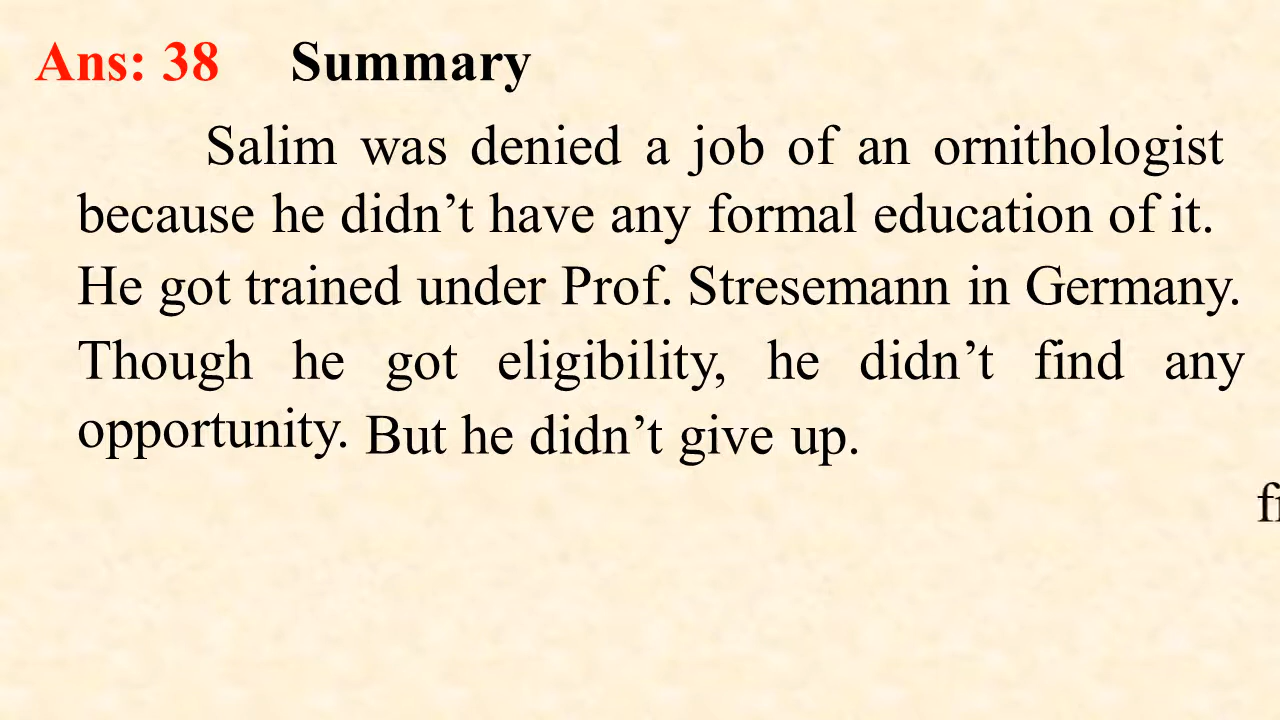 Ans: 38 Summary
Salim was denied a job of an ornithologist
because he didn’t have any formal education of it.
He got trained under Prof. Stresemann in Germany.
Though he got eligibility, he didn’t find any
opportunity. But he didn’t give up.